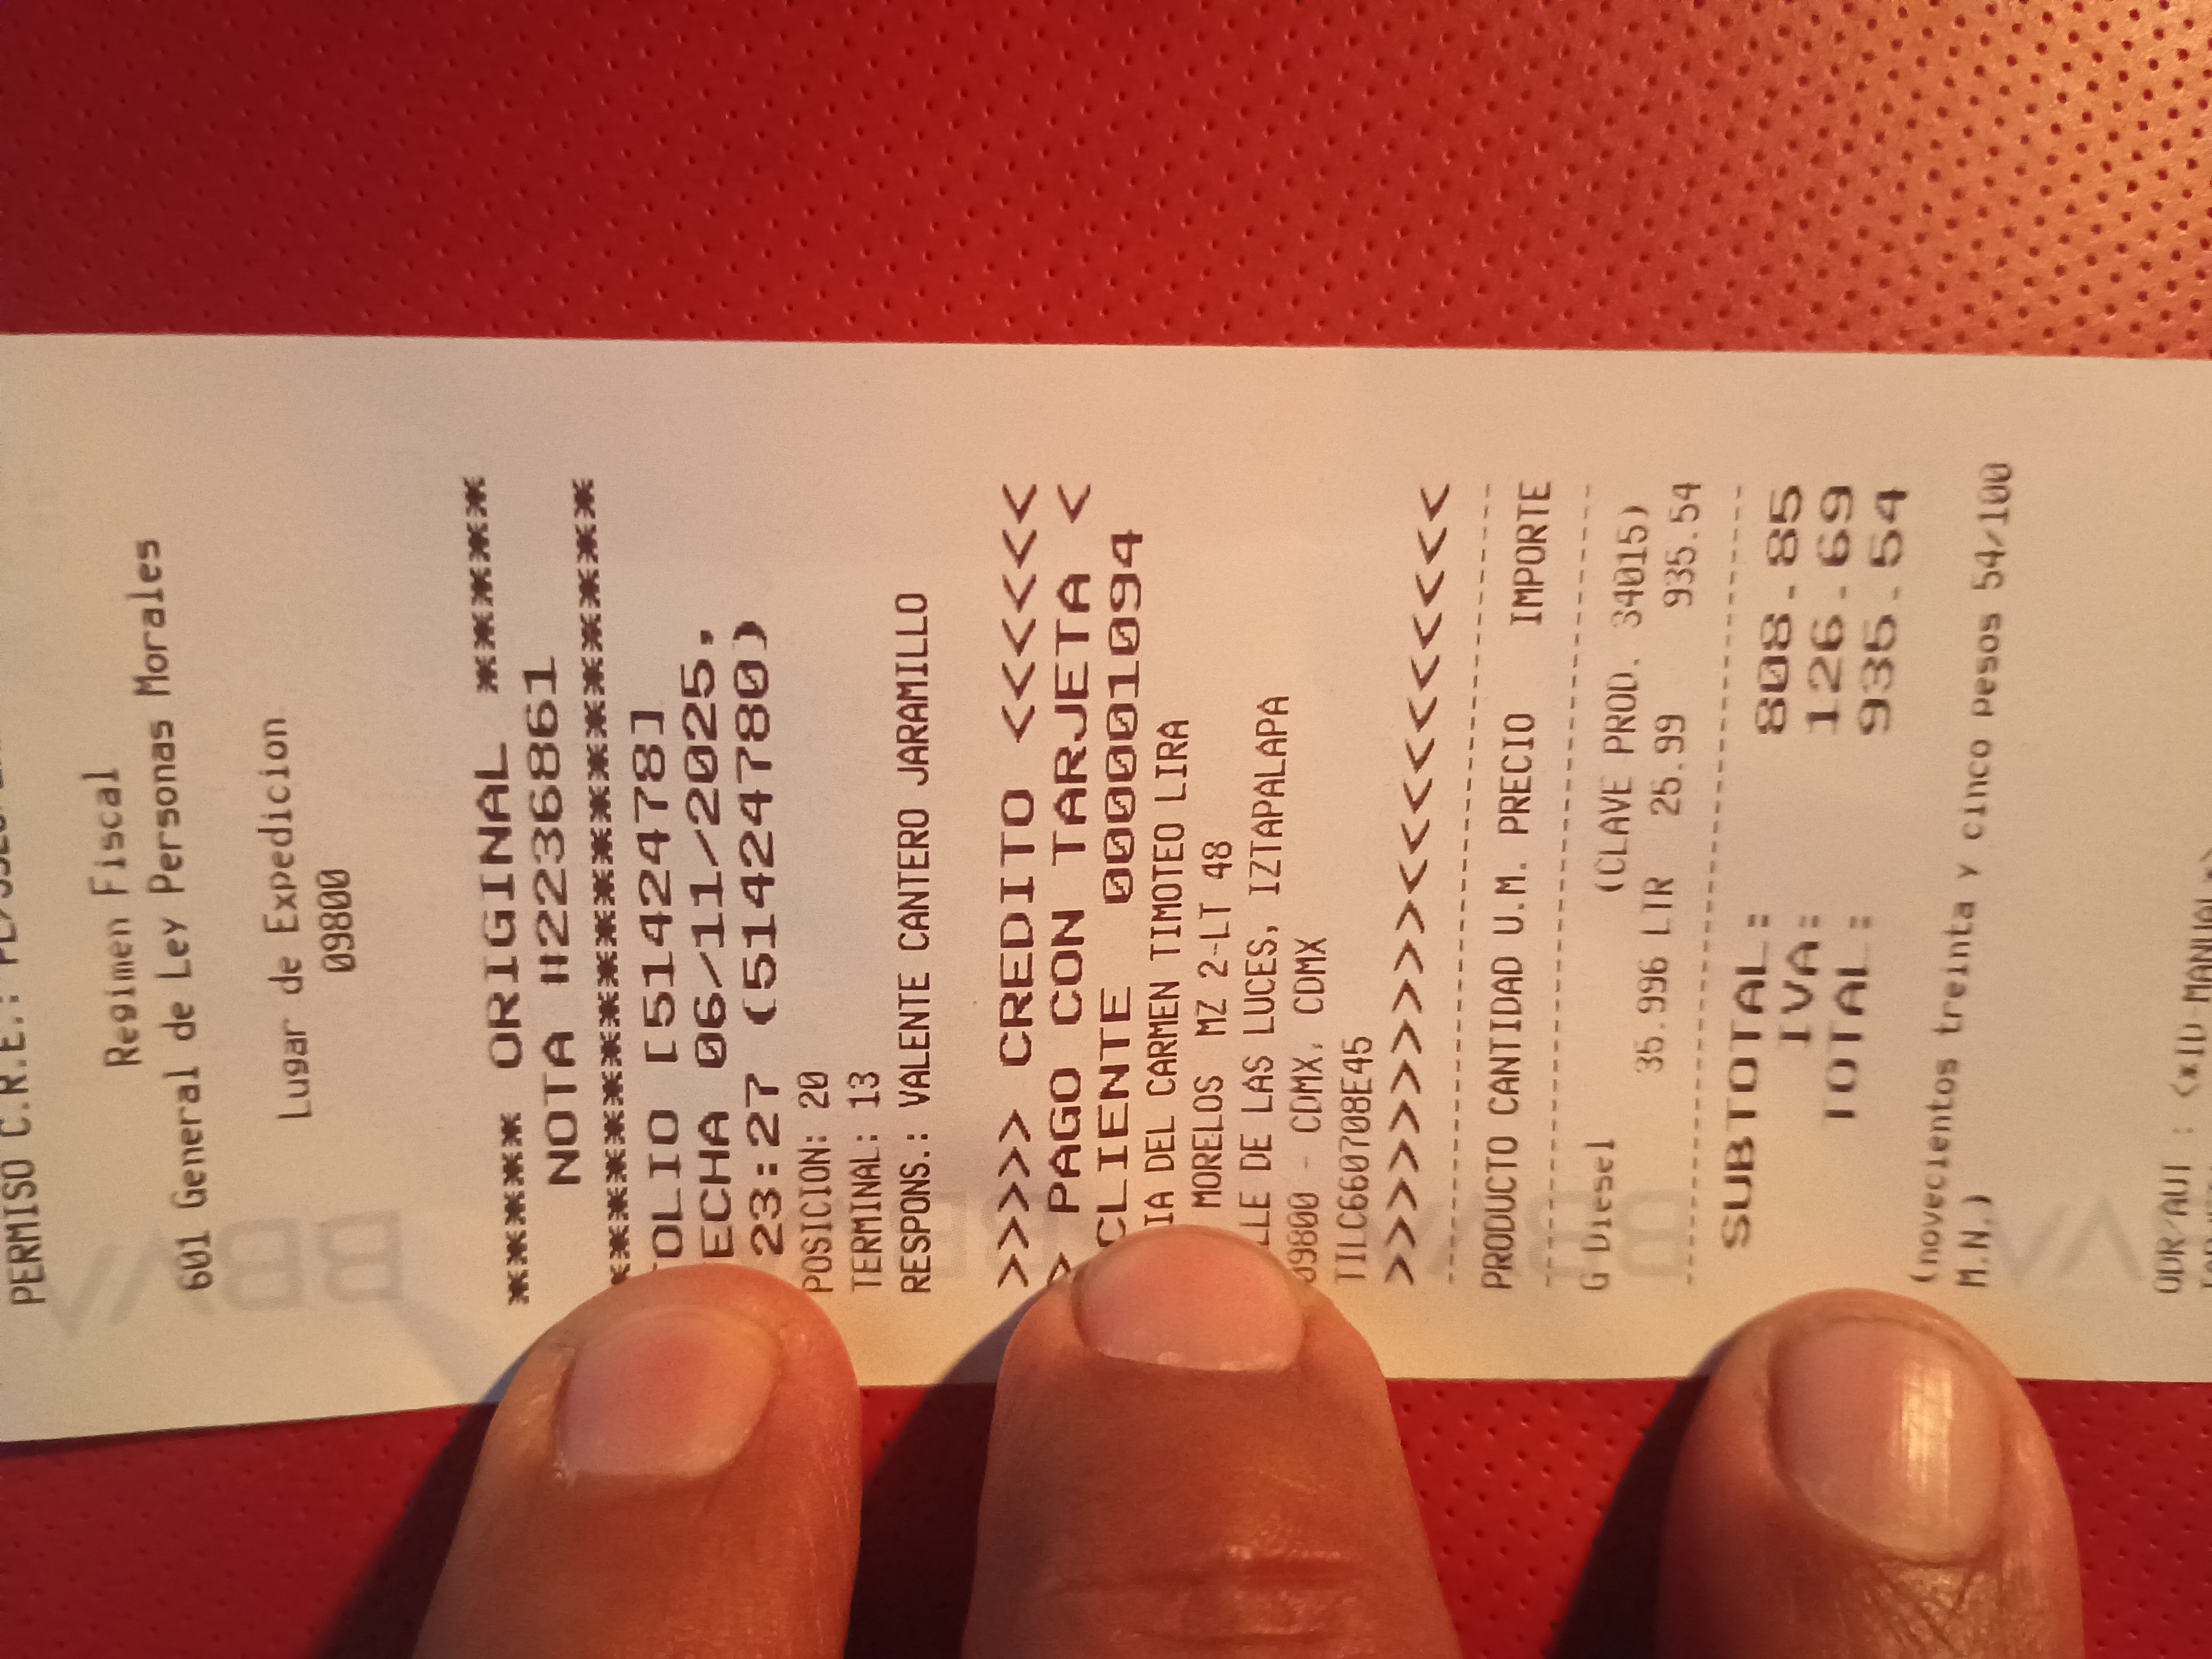 PERMISO C.R.E.:
Regimen Fiscal
601 General de Ley Personas Morales
Lugar de Expedicion
09800
****** ORIGINAL ******
NOTA #2236861
OLIO [5142478]
ECHA 06/11/2025,
23:27 (51424780)
POSICION: 20
TERMINAL: 13
RESPONS.: VALENTE CANTERO JARAMILLO
>>>>> CREDITO <<<<<<
> PAGO CON TARJETA <
CLIENTE 00001094
IA DEL CARMEN TIMOTEO LIRA
MORELOS MZ 2-LT 48
LLE DE LAS LUCES, IZTAPALAPA
09800 - CDMX, CDMX
TILC660708E45
>>>>>>>>>><<<<<<<<<<
PRODUCTO CANTIDAD U.M. PRECIO IMPORTE
G Diesel (CLAVE PROD. 34015)
35.996 LTR 25.99 935.54
SUBTOTAL: 808.85
IVA: 126.69
TOTAL: 935.54
(novecientos treinta y cinco pesos 54/100
M.N.)
BBVA
BBVA